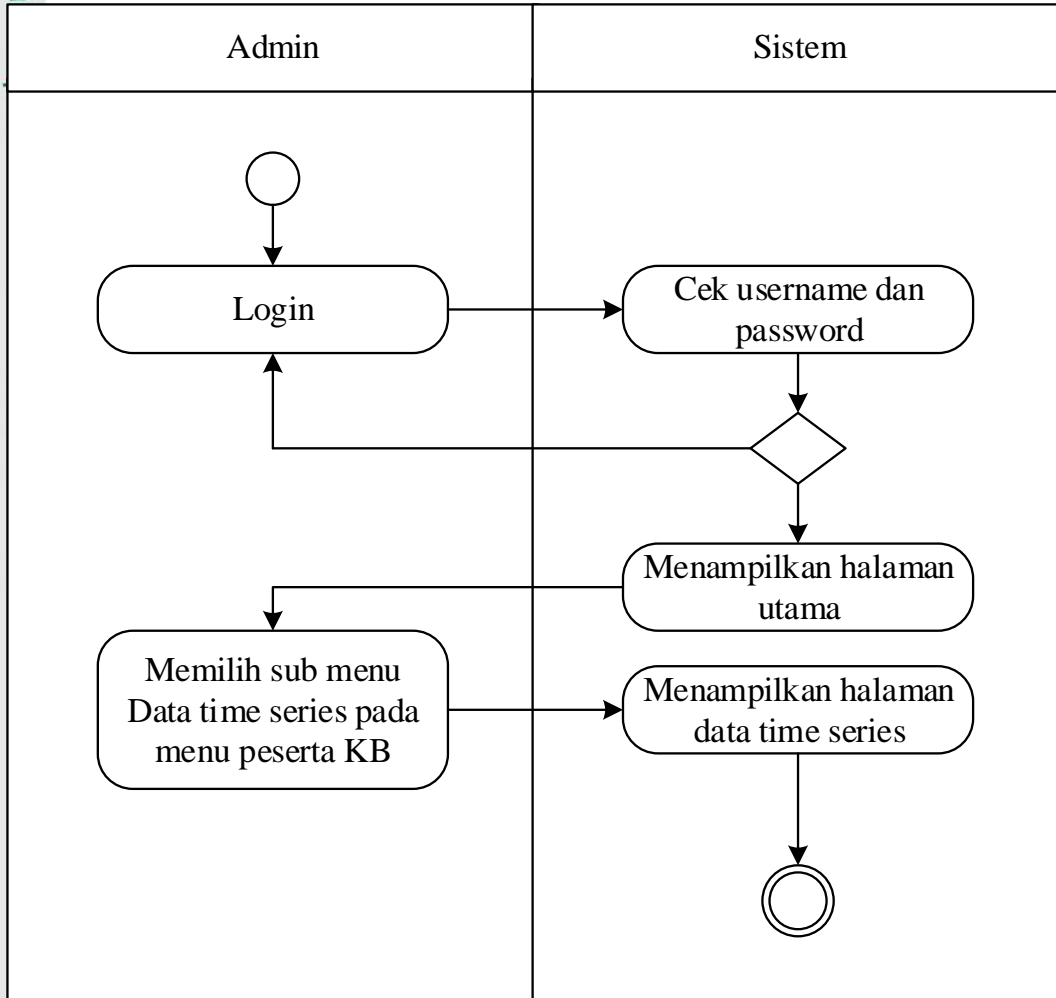 Admin
Sistem
Login
Cek username dan
password
Menampilkan halaman
utama
Memilih sub menu
Data time series pada
menu peserta KB
Menampilkan halaman
data time series